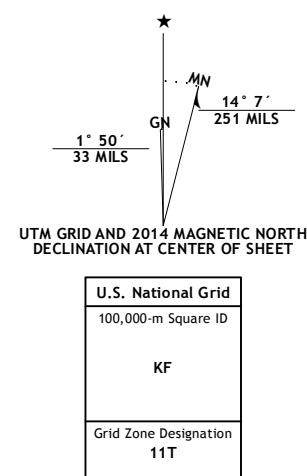 ★
MN
GN
14° 7´
251 MILS
1° 50´
33 MILS
UTM GRID AND 2014 MAGNETIC NORTH
DECLINATION AT CENTER OF SHEET
U.S. National Grid
100,000-m Square ID
KF
Grid Zone Designation
11T